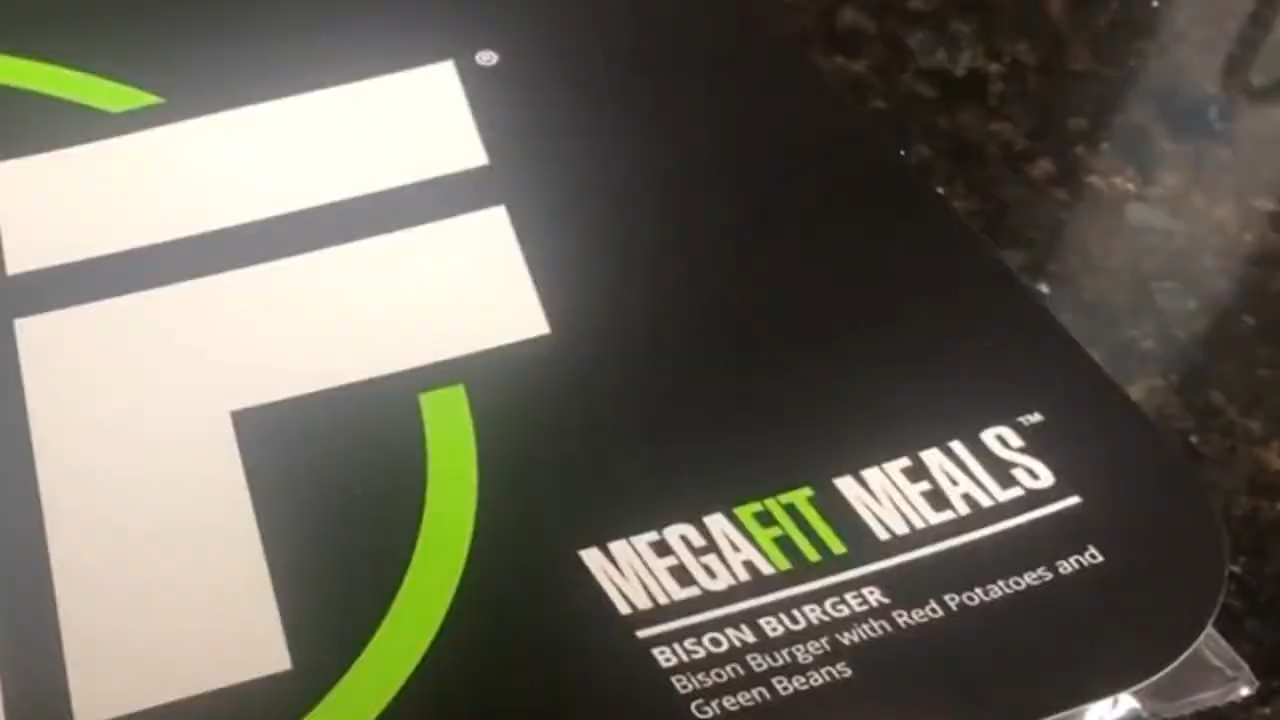 F®
MEGAFIT MEALS™
BISON BURGER
Bison Burger with Red Potatoes and
Green Beans